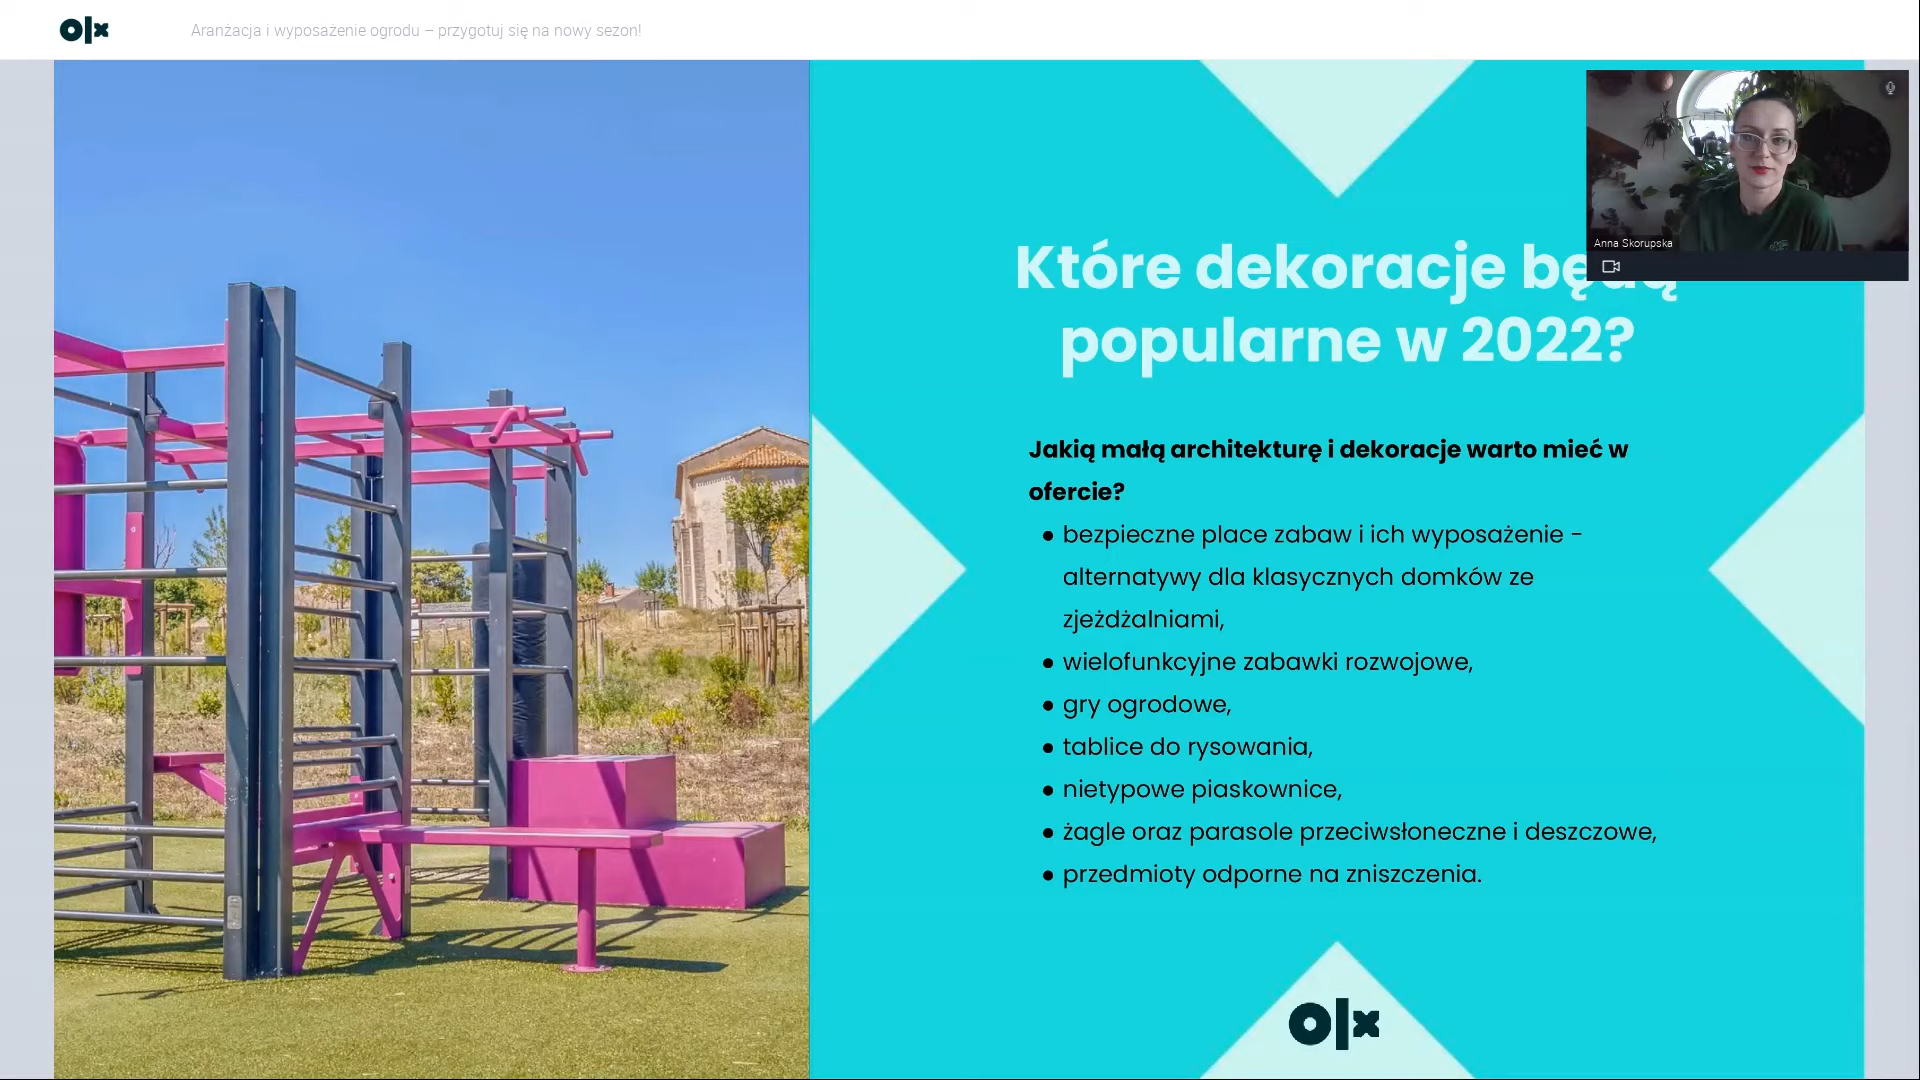 olx
Aranżacja i wyposażenie ogrodu – przygotuj się na nowy sezon!
Anna Skorupska
Które dekoracje będą
popularne w 2022?
Jakią małą architekturę i dekoracje warto mieć w
ofercie?
● bezpieczne place zabaw i ich wyposażenie -
alternatywy dla klasycznych domków ze
zjeżdżalniami,
● wielofunkcyjne zabawki rozwojowe,
● gry ogrodowe,
● tablice do rysowania,
● nietypowe piaskownice,
● żagle oraz parasole przeciwsłoneczne i deszczowe,
● przedmioty odporne na zniszczenia.
olx